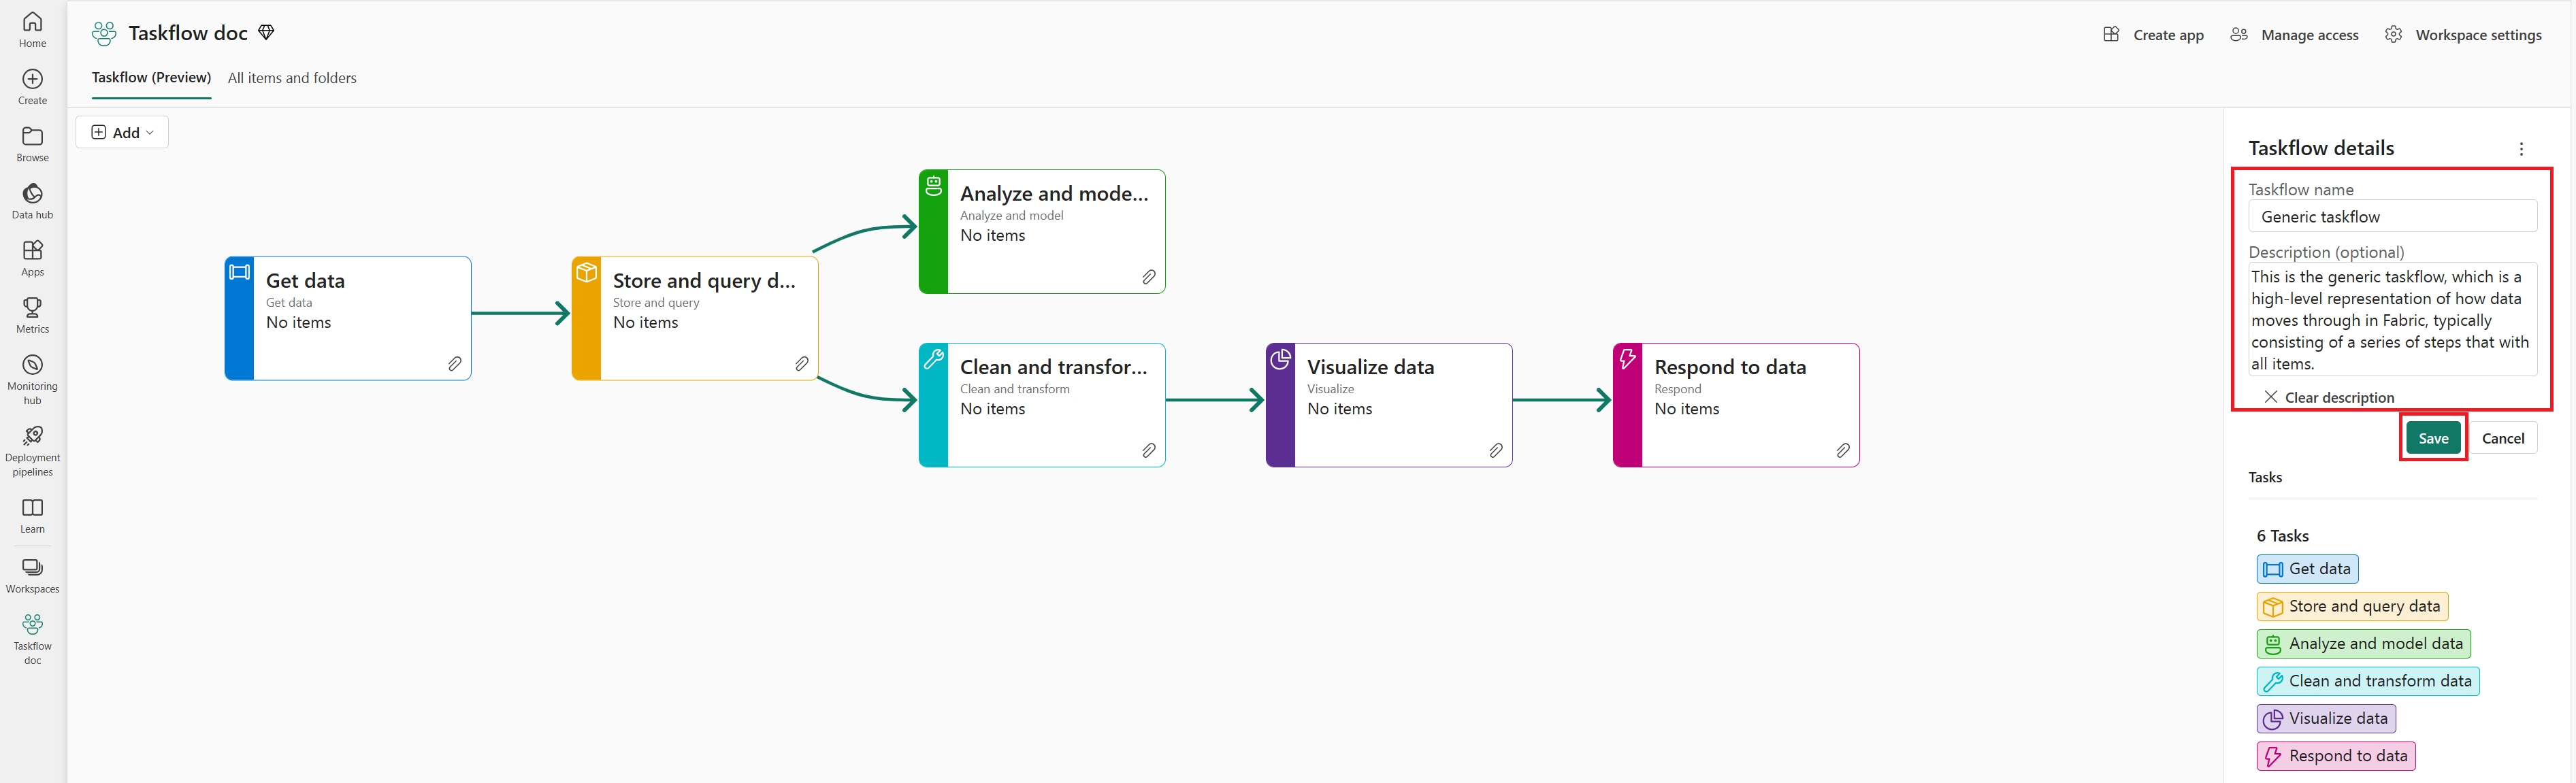 Home
Create
Browse
Data hub
Apps
Metrics
Monitoring
hub
Deployment
pipelines
Learn
Workspaces
Taskflow
doc
Taskflow doc
Create app
Manage access
Workspace settings
Taskflow (Preview)
All items and folders
Add
Get data
Get data
No items
Store and query d...
Store and query
No items
Analyze and mode...
Analyze and model
No items
Clean and transfor...
Clean and transform
No items
Visualize data
Visualize
No items
Respond to data
Respond
No items
Taskflow details
Taskflow name
Generic taskflow
Description (optional)
This is the generic taskflow, which is a
high-level representation of how data
moves through in Fabric, typically
consisting of a series of steps that with
all items.
Clear description
Save
Cancel
Tasks
6 Tasks
Get data
Store and query data
Analyze and model data
Clean and transform data
Visualize data
Respond to data